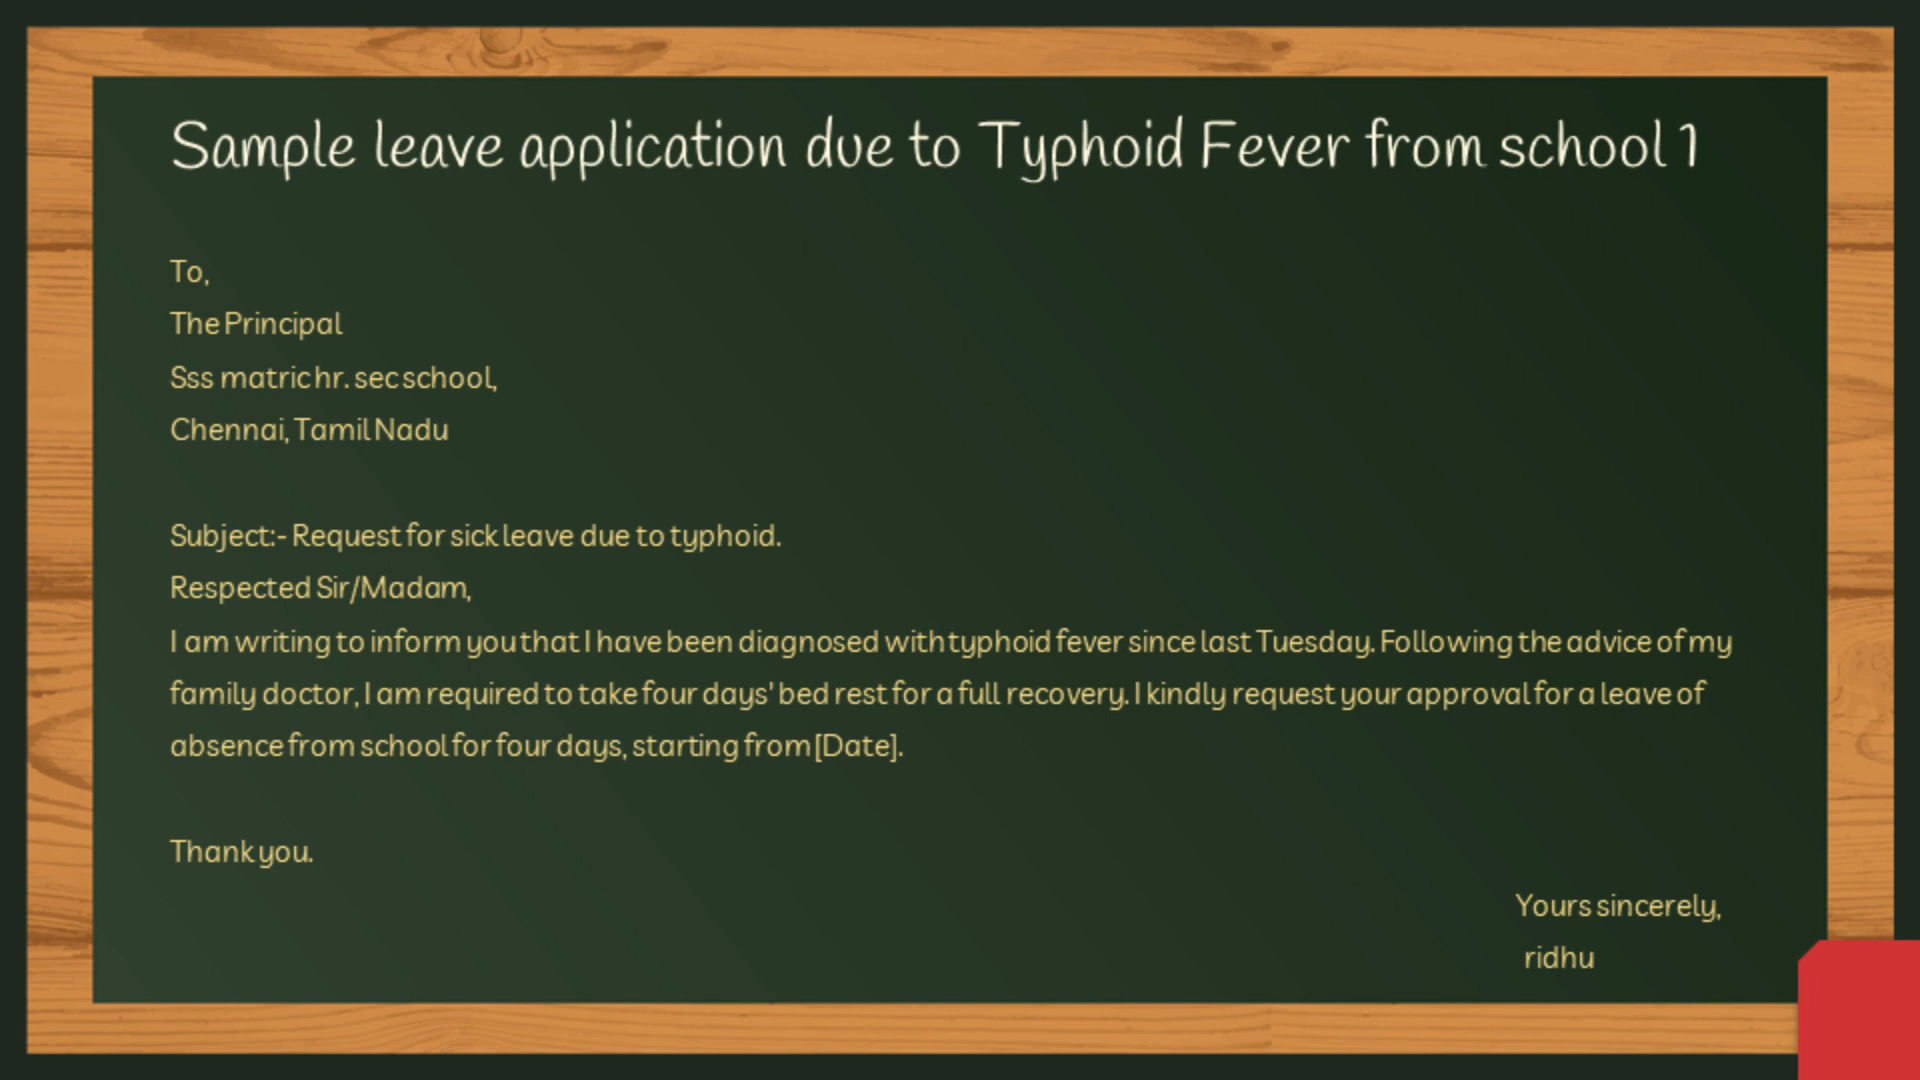 Sample leave application due to Typhoid Fever from school 1
To,
The Principal
Sss matric hr. sec school,
Chennai, Tamil Nadu
Subject:- Request for sick leave due to typhoid.
Respected Sir/Madam,
I am writing to inform you that I have been diagnosed with typhoid fever since last Tuesday. Following the advice of my
family doctor, I am required to take four days' bed rest for a full recovery. I kindly request your approval for a leave of
absence from school for four days, starting from [Date].
Thank you.
Yours sincerely,
ridhu